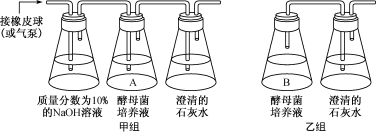 接橡皮球
(或气泵)
A
B
质量分数为10%
的NaOH溶液
酵母菌
培养液
澄清的
石灰水
酵母菌
培养液
澄清的
石灰水
甲组
乙组